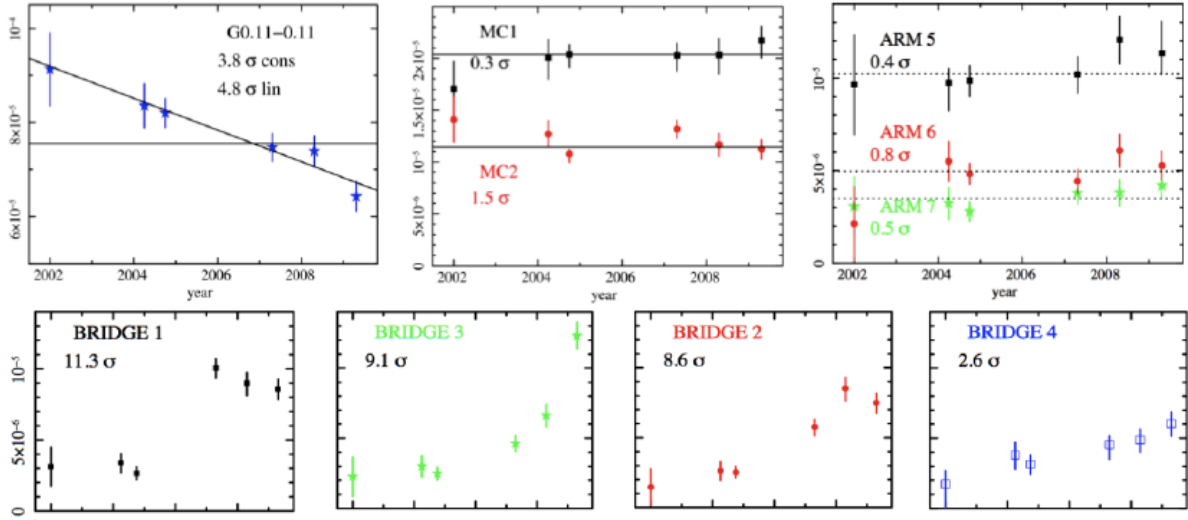 G0.11−0.11
3.8 σ cons
4.8 σ lin
10⁻⁴
8×10⁻⁵
6×10⁻⁵
2002 2004 2006 2008
year
MC1
0.3 σ
MC2
1.5 σ
2×10⁻⁵
1.5×10⁻⁵
10⁻⁵
5×10⁻⁶
0
2002 2004 2006 2008
year
ARM 5
0.4 σ
ARM 6
0.8 σ
ARM 7
0.5 σ
10⁻⁵
5×10⁻⁶
0
2002 2004 2006 2008
year
BRIDGE 1
11.3 σ
10⁻⁵
5×10⁻⁶
0
BRIDGE 3
9.1 σ
BRIDGE 2
8.6 σ
BRIDGE 4
2.6 σ